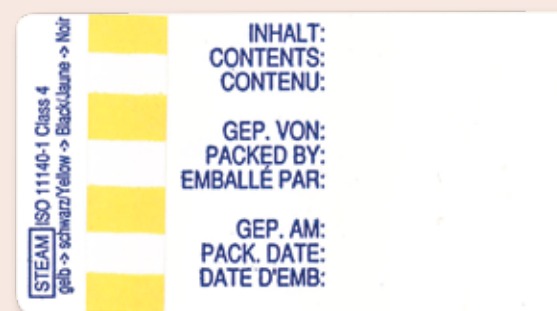 STEAM ISO 11140-1 Class 4
gelb -> schwarz/Yellow -> Black/Jaune -> Noir
INHALT:
CONTENTS:
CONTENU:
GEP. VON:
PACKED BY:
EMBALLÉ PAR:
GEP. AM:
PACK. DATE:
DATE D'EMB: